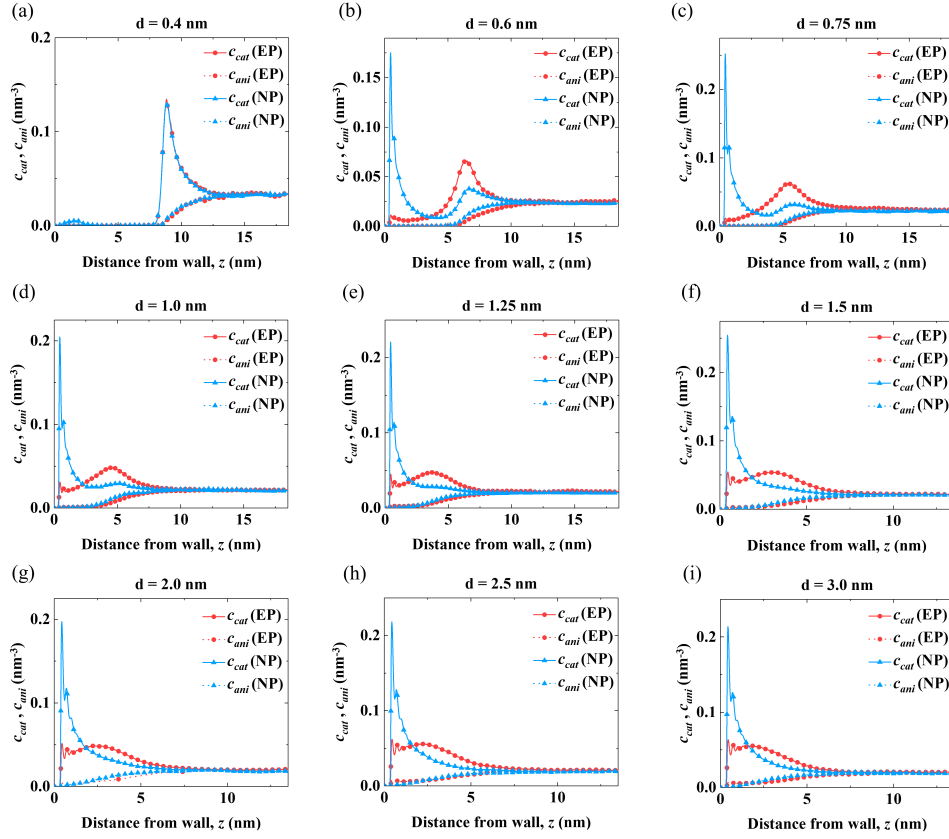 (a)
d = 0.4 nm
c_cat (EP)
c_ani (EP)
c_cat (NP)
c_ani (NP)
c_cat , c_ani (nm⁻³)
0.2
0.1
0.0
0 5 10 15
Distance from wall, z (nm)
(b)
d = 0.6 nm
c_cat (EP)
c_ani (EP)
c_cat (NP)
c_ani (NP)
c_cat , c_ani (nm⁻³)
0.175
0.15
0.125
0.1
0.075
0.05
0.025
0.00
0 5 10 15
Distance from wall, z (nm)
(c)
d = 0.75 nm
c_cat (EP)
c_ani (EP)
c_cat (NP)
c_ani (NP)
c_cat , c_ani (nm⁻³)
0.2
0.1
0.0
0 5 10 15
Distance from wall, z (nm)
(d)
d = 1.0 nm
c_cat (EP)
c_ani (EP)
c_cat (NP)
c_ani (NP)
c_cat , c_ani (nm⁻³)
0.2
0.1
0.0
0 5 10 15
Distance from wall, z (nm)
(e)
d = 1.25 nm
c_cat (EP)
c_ani (EP)
c_cat (NP)
c_ani (NP)
c_cat , c_ani (nm⁻³)
0.2
0.1
0.0
0 5 10 15
Distance from wall, z (nm)
(f)
d = 1.5 nm
c_cat (EP)
c_ani (EP)
c_cat (NP)
c_ani (NP)
c_cat , c_ani (nm⁻³)
0.2
0.1
0.0
0 5 10
Distance from wall, z (nm)
(g)
d = 2.0 nm
c_cat (EP)
c_ani (EP)
c_cat (NP)
c_ani (NP)
c_cat , c_ani (nm⁻³)
0.2
0.1
0.0
0 5 10
Distance from wall, z (nm)
(h)
d = 2.5 nm
c_cat (EP)
c_ani (EP)
c_cat (NP)
c_ani (NP)
c_cat , c_ani (nm⁻³)
0.2
0.1
0.0
0 5 10
Distance from wall, z (nm)
(i)
d = 3.0 nm
c_cat (EP)
c_ani (EP)
c_cat (NP)
c_ani (NP)
c_cat , c_ani (nm⁻³)
0.2
0.1
0.0
0 5 10
Distance from wall, z (nm)